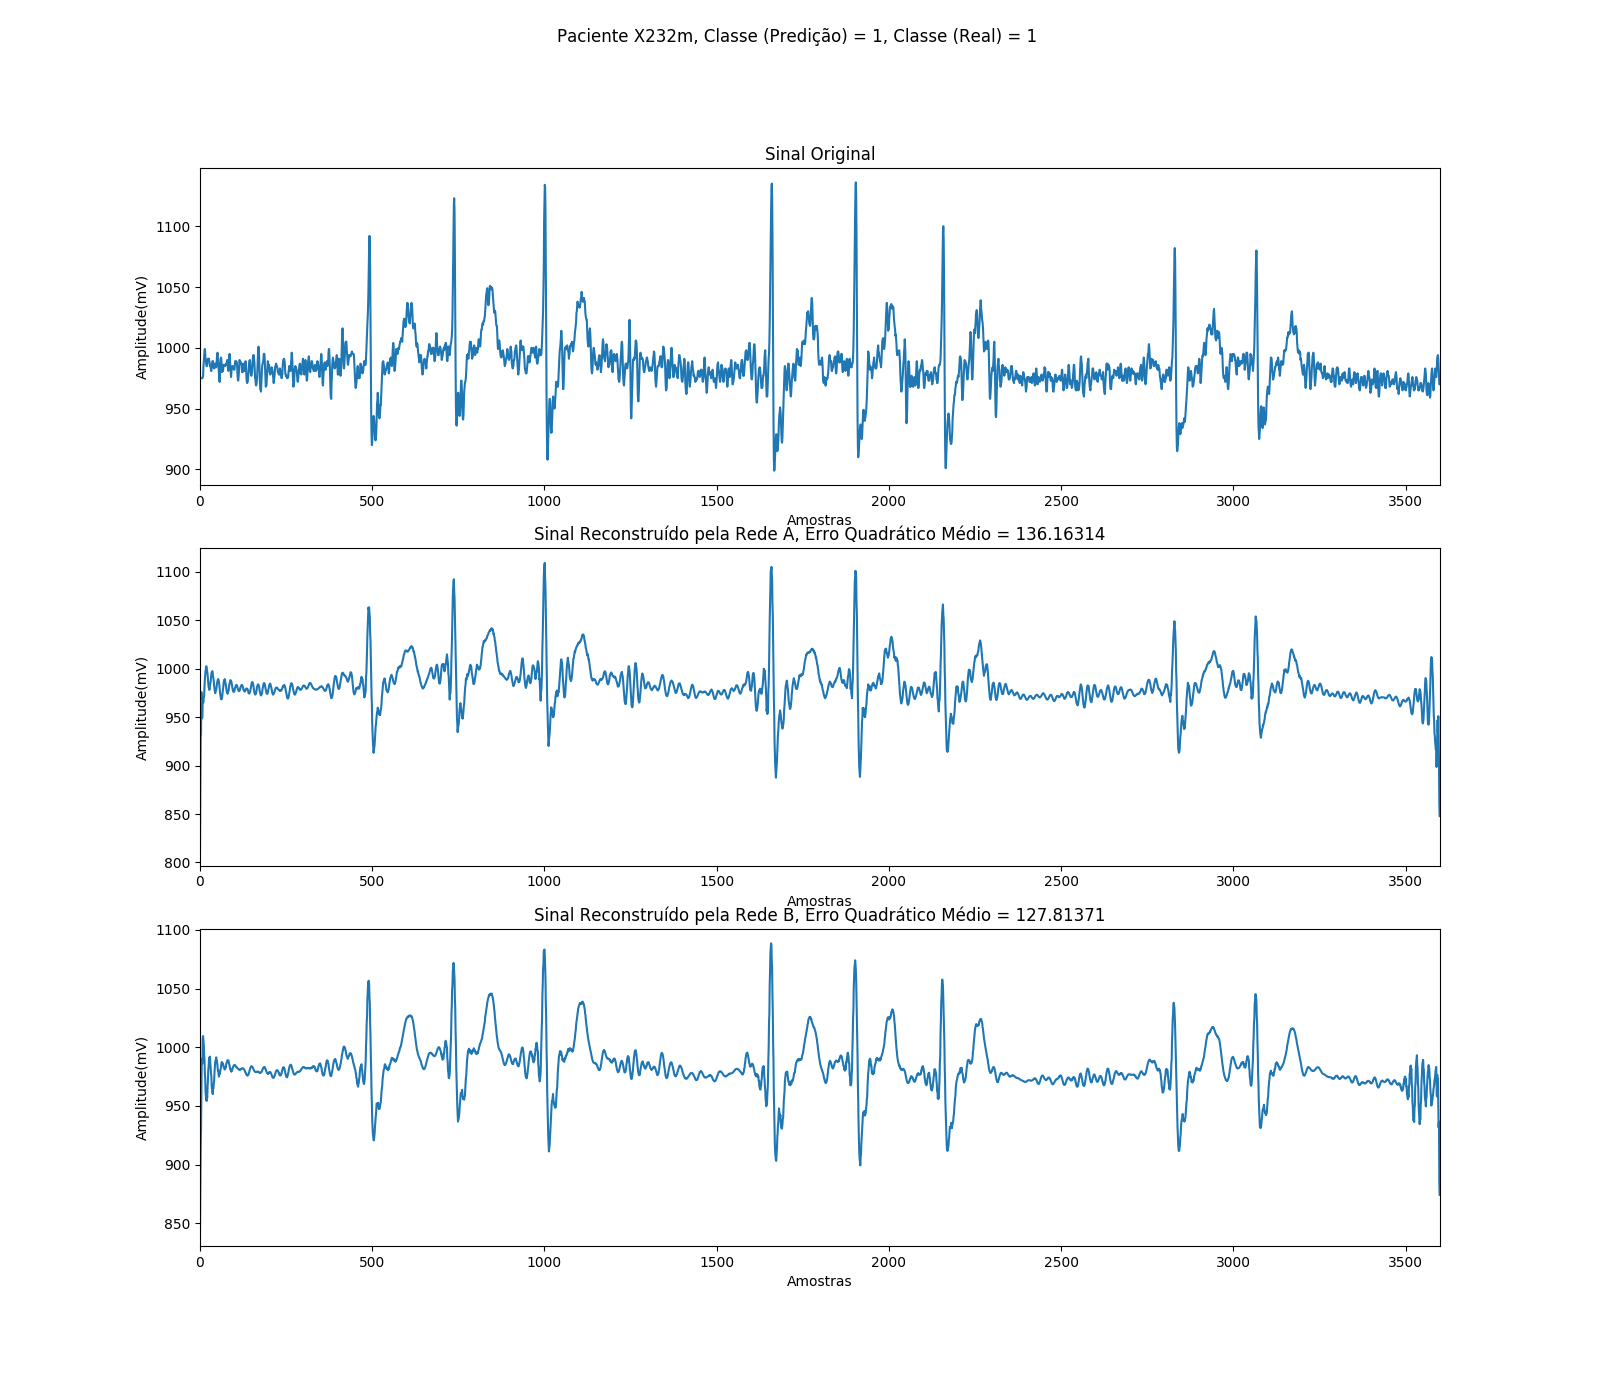 Paciente X232m, Classe (Predição) = 1, Classe (Real) = 1
Sinal Original
Amplitude(mV)
1100
1050
1000
950
900
0 500 1000 1500 2000 2500 3000 3500
Amostras
Sinal Reconstruído pela Rede A, Erro Quadrático Médio = 136.16314
Amplitude(mV)
1100
1050
1000
950
900
850
800
0 500 1000 1500 2000 2500 3000 3500
Amostras
Sinal Reconstruído pela Rede B, Erro Quadrático Médio = 127.81371
Amplitude(mV)
1100
1050
1000
950
900
850
0 500 1000 1500 2000 2500 3000 3500
Amostras